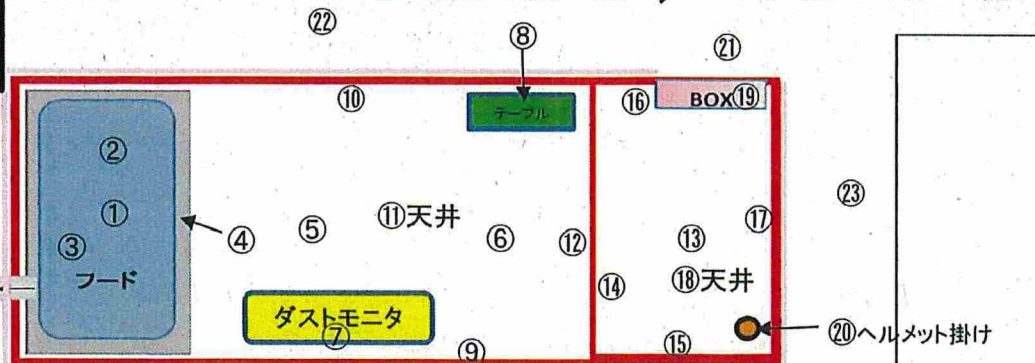 ㉒
⑧
㉑
⑩
テーブル
⑯
BOX⑲
②
①
③
フード
④
⑤
⑪天井
⑥
⑫
⑬
⑰
㉓
⑭
⑱天井
ダストモニタ
⑦
⑨
⑮
⑳ヘルメット掛け